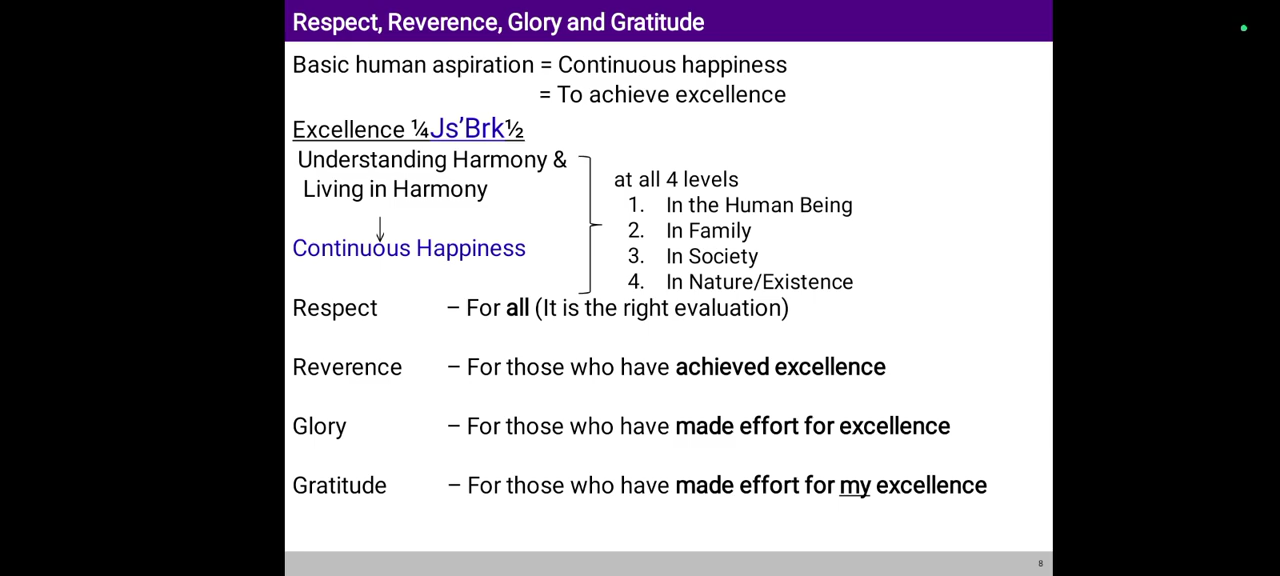 Respect, Reverence, Glory and Gratitude
Basic human aspiration = Continuous happiness
= To achieve excellence
Excellence ¼Js’Brk½
Understanding Harmony &
Living in Harmony
↓
Continuous Happiness
at all 4 levels
1. In the Human Being
2. In Family
3. In Society
4. In Nature/Existence
Respect – For all (It is the right evaluation)
Reverence – For those who have achieved excellence
Glory – For those who have made effort for excellence
Gratitude – For those who have made effort for my excellence
8